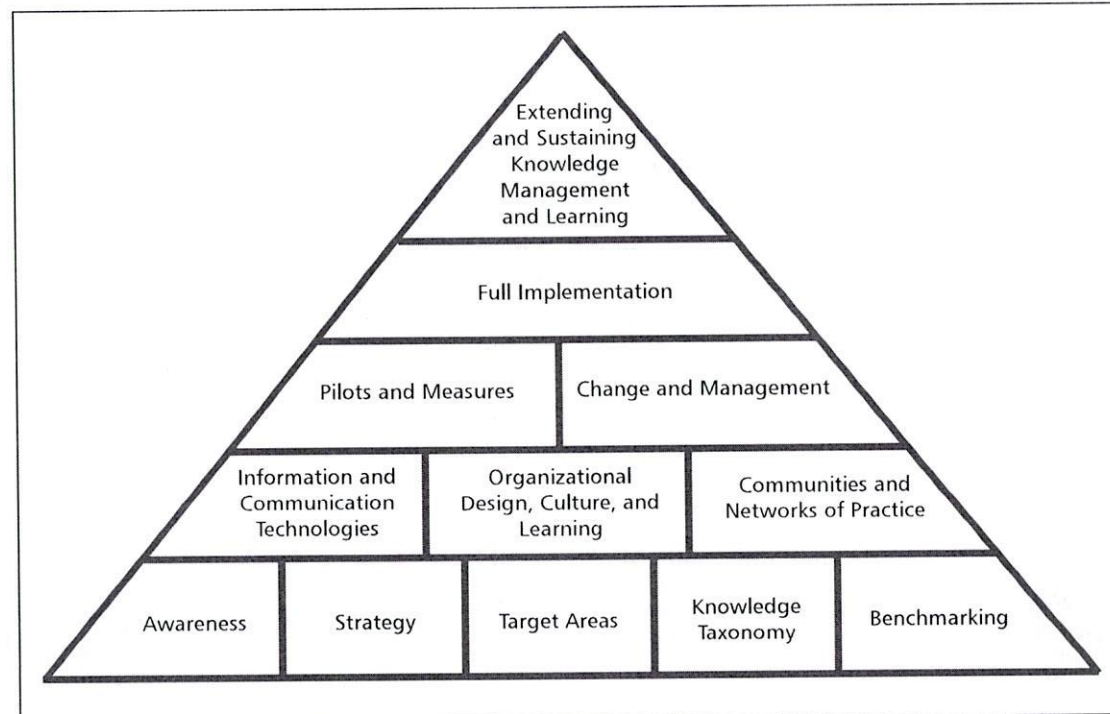 Extending
and Sustaining
Knowledge
Management
and Learning
Full Implementation
Pilots and Measures
Change and Management
Information and
Communication
Technologies
Organizational
Design, Culture, and
Learning
Communities and
Networks of Practice
Awareness
Strategy
Target Areas
Knowledge
Taxonomy
Benchmarking